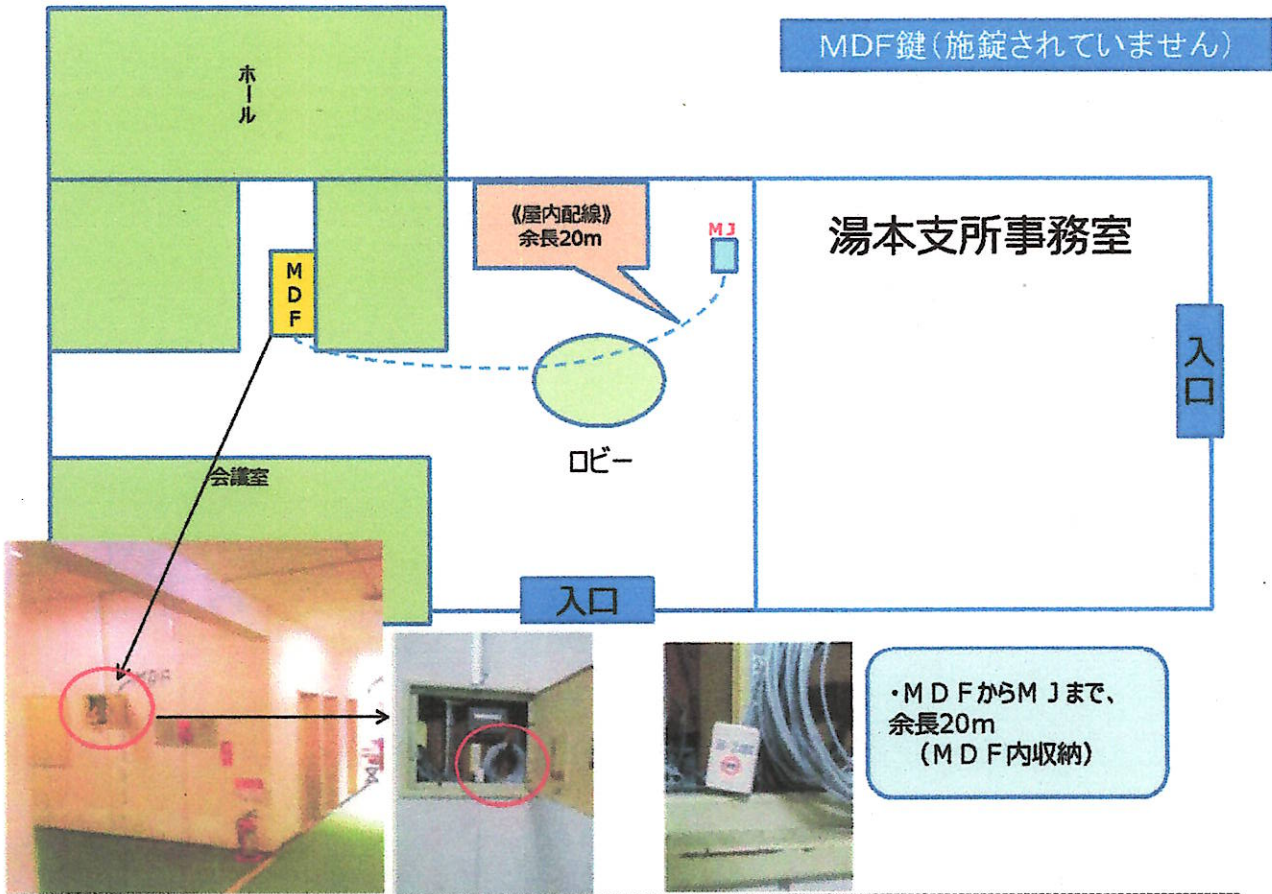 MDF鍵(施錠されていません)
ホール
《屋内配線》
余長20m
MJ
湯本支所事務室
MDF
入口
ロビー
会議室
入口
MDF
・MDFからMJまで、
余長20m
(MDF内収納)